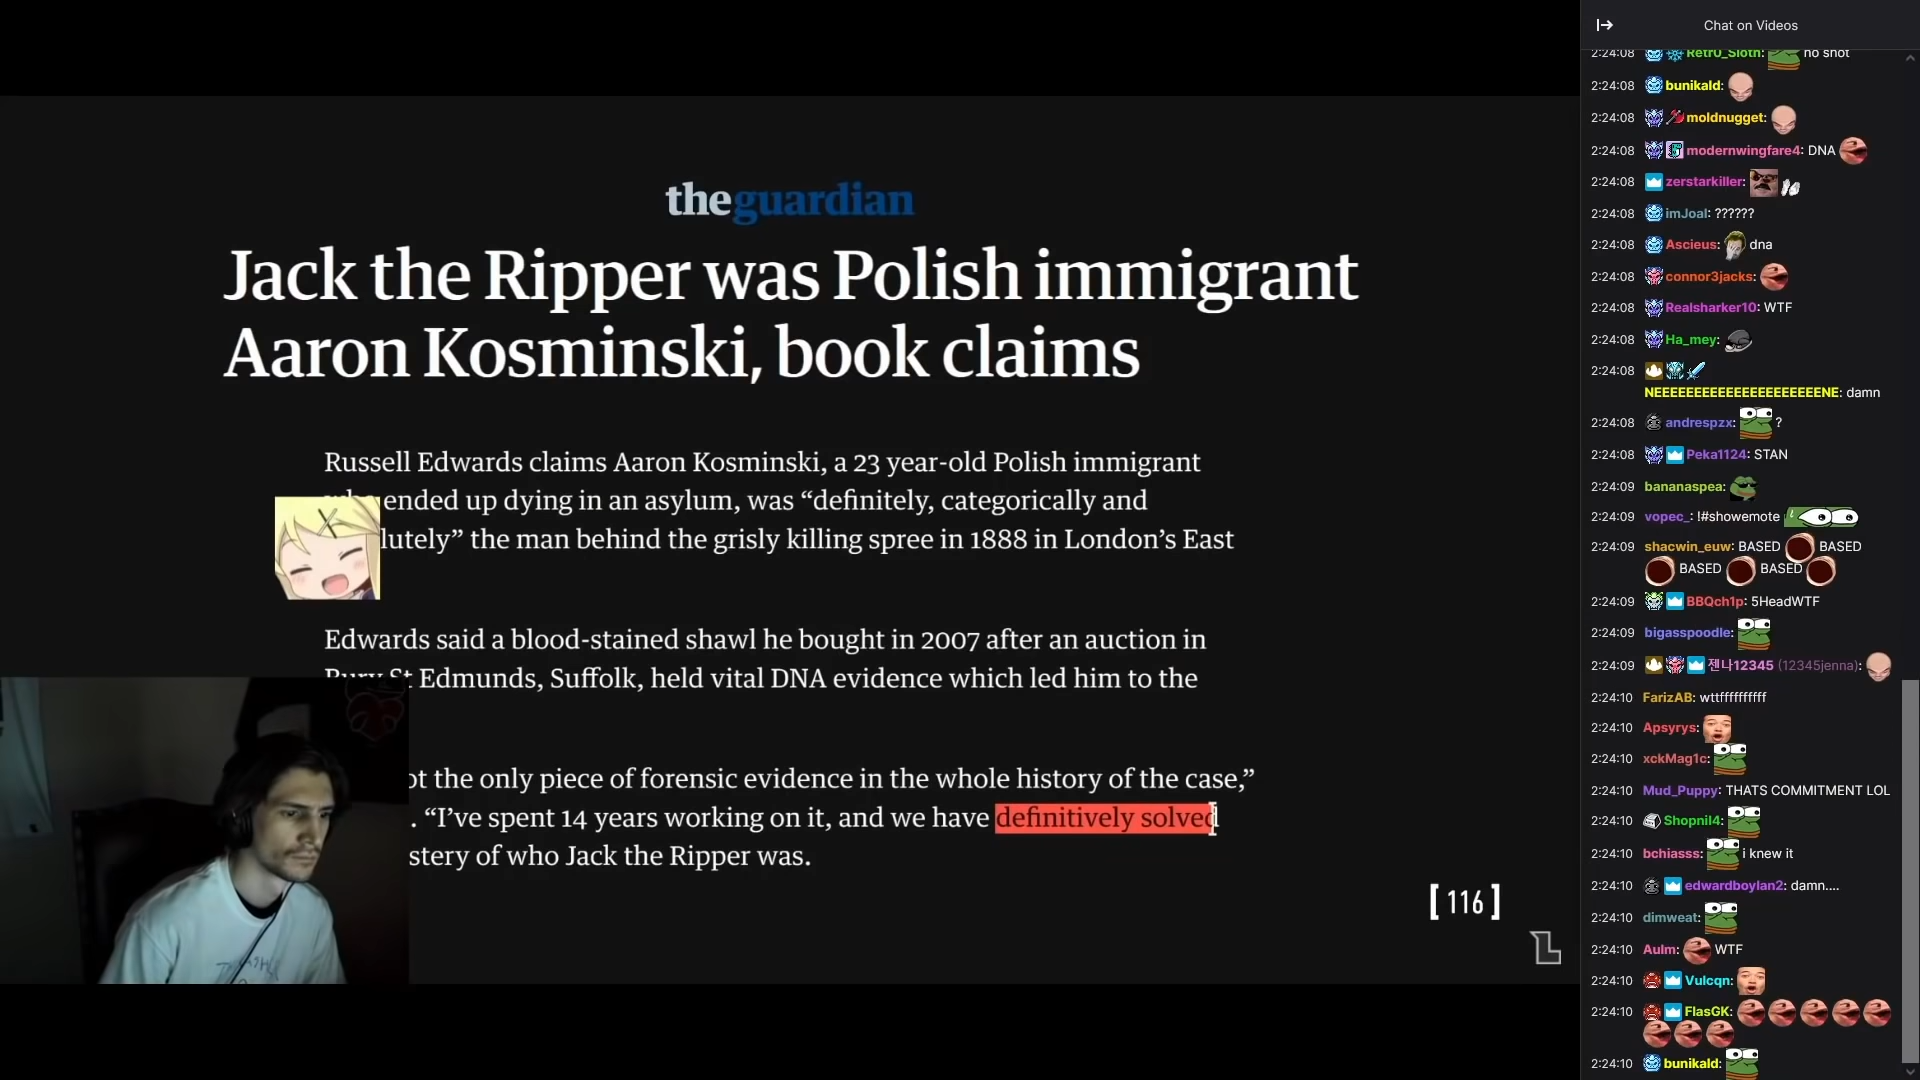 theguardian
Jack the Ripper was Polish immigrant
Aaron Kosminski, book claims
Russell Edwards claims Aaron Kosminski, a 23 year-old Polish immigrant
ended up dying in an asylum, was “definitely, categorically and
lutely” the man behind the grisly killing spree in 1888 in London’s East
Edwards said a blood-stained shawl he bought in 2007 after an auction in
Bury St Edmunds, Suffolk, held vital DNA evidence which led him to the
ot the only piece of forensic evidence in the whole history of the case,”
. “I’ve spent 14 years working on it, and we have definitively solved
stery of who Jack the Ripper was.
[ 116 ]
Chat on Videos
2:24:08 Retr0_Sloth: no shot
2:24:08 bunikald:
2:24:08 moldnugget:
2:24:08 modernwingfare4: DNA
2:24:08 zerstarkiller:
2:24:08 imJoal: ??????
2:24:08 Ascieus: dna
2:24:08 connor3jacks:
2:24:08 Realsharker10: WTF
2:24:08 Ha_mey:
2:24:08
NEEEEEEEEEEEEEEEEEEEEENE: damn
2:24:08 andrespzx: ?
2:24:08 Peka1124: STAN
2:24:09 bananaspea:
2:24:09 vopec_: !#showemote
2:24:09 shacwin_euw: BASED BASED
BASED BASED
2:24:09 BBQch1p: 5HeadWTF
2:24:09 bigasspoodle:
2:24:09 젠나12345 (12345jenna):
2:24:10 FarizAB: wttffffffffff
2:24:10 Apsyrys:
2:24:10 xckMag1c:
2:24:10 Mud_Puppy: THATS COMMITMENT LOL
2:24:10 Shopnil4:
2:24:10 bchiasss: i knew it
2:24:10 edwardboylan2: damn....
2:24:10 dimweat:
2:24:10 Aulm: WTF
2:24:10 Vulcqn:
2:24:10 FlasGK:
2:24:10 bunikald: